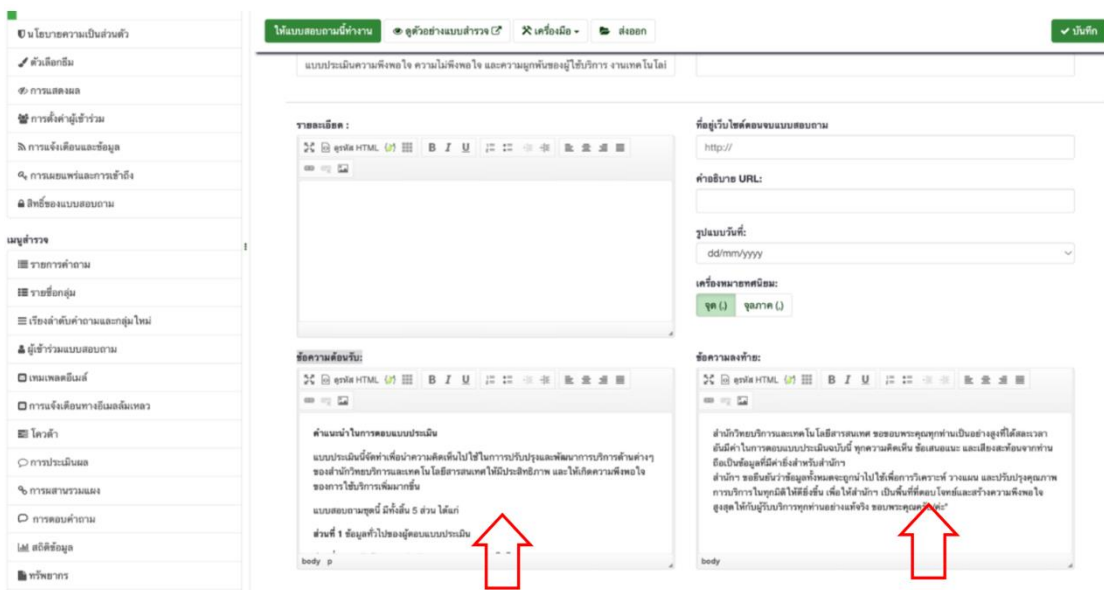 นโยบายความเป็นส่วนตัว
ตัวเลือกธีม
การแสดงผล
การตั้งค่าผู้เข้าร่วม
การแจ้งเตือนและข้อมูล
การเผยแพร่และการเข้าถึง
สิทธิ์ของแบบสอบถาม
เมนูสำรวจ
รายการคำถาม
รายชื่อกลุ่ม
เรียงลำดับคำถามและกลุ่มใหม่
ผู้เข้าร่วมแบบสอบถาม
เทมเพลตอีเมล์
การแจ้งเตือนทางอีเมลล้มเหลว
โควต้า
การประเมินผล
การผสานรวมแผง
การตอบคำถาม
สถิติข้อมูล
ทรัพยากร
ให้แบบสอบถามนี้ทำงาน ดูตัวอย่างแบบสำรวจ เครื่องมือ ส่งออก บันทึก
แบบประเมินความพึงพอใจ ความไม่พึงพอใจ และความผูกพันของผู้ใช้บริการ งานเทคโนโลย่
รายละเอียด :
ดูรหัส HTML B I U
ที่อยู่เว็บไซต์ตอนจบแบบสอบถาม
http://
คำอธิบาย URL:
รูปแบบวันที่:
dd/mm/yyyy
เครื่องหมายทศนิยม:
จุด (.) จุลภาค (,)
ข้อความต้อนรับ:
ดูรหัส HTML B I U
คำแนะนำในการตอบแบบประเมิน
แบบประเมินนี้จัดทำเพื่อนำความคิดเห็นไปใช้ในการปรับปรุงและพัฒนาการบริการด้านต่างๆ
ของสำนักวิทยบริการและเทคโนโลยีสารสนเทศให้มีประสิทธิภาพ และให้เกิดความพึงพอใจ
ของการใช้บริการเพิ่มมากขึ้น
แบบสอบถามชุดนี้ มีทั้งสิ้น 5 ส่วน ได้แก่
ส่วนที่ 1 ข้อมูลทั่วไปของผู้ตอบแบบประเมิน
body p
ข้อความลงท้าย:
ดูรหัส HTML B I U
สำนักวิทยบริการและเทคโนโลยีสารสนเทศ ขอขอบพระคุณทุกท่านเป็นอย่างสูงที่ได้สละเวลา
อันมีค่าในการตอบแบบประเมินฉบับนี้ ทุกความคิดเห็น ข้อเสนอแนะ และเสียงสะท้อนจากท่าน
ถือเป็นข้อมูลที่มีค่ายิ่งสำหรับสำนักฯ
สำนักฯ ขอยืนยันว่าข้อมูลทั้งหมดจะถูกนำไปใช้เพื่อการวิเคราะห์ วางแผน และปรับปรุงคุณภาพ
การบริการในทุกมิติให้ดียิ่งขึ้น เพื่อให้สำนักฯ เป็นพื้นที่ที่ตอบโจทย์และสร้างความพึงพอใจ
สูงสุดให้กับผู้รับบริการทุกท่านอย่างแท้จริง ขอบพระคุณครับ/ค่ะ"
body